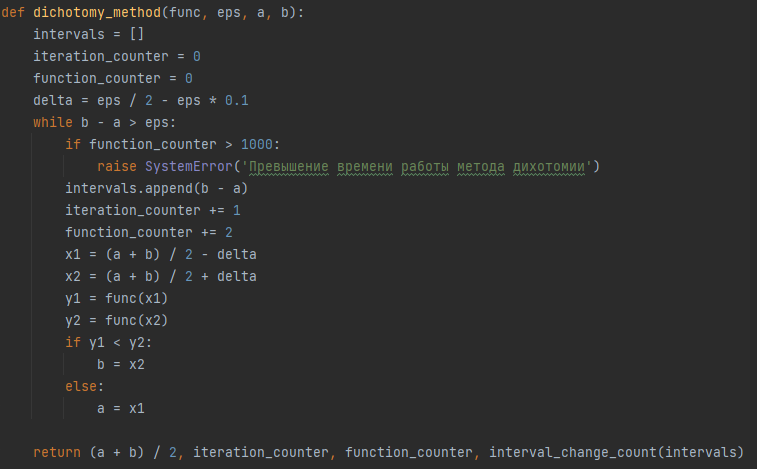 def dichotomy_method(func, eps, a, b):
    intervals = []
    iteration_counter = 0
    function_counter = 0
    delta = eps / 2 - eps * 0.1
    while b - a > eps:
        if function_counter > 1000:
            raise SystemError('Превышение времени работы метода дихотомии')
        intervals.append(b - a)
        iteration_counter += 1
        function_counter += 2
        x1 = (a + b) / 2 - delta
        x2 = (a + b) / 2 + delta
        y1 = func(x1)
        y2 = func(x2)
        if y1 < y2:
            b = x2
        else:
            a = x1
    return (a + b) / 2, iteration_counter, function_counter, interval_change_count(intervals)